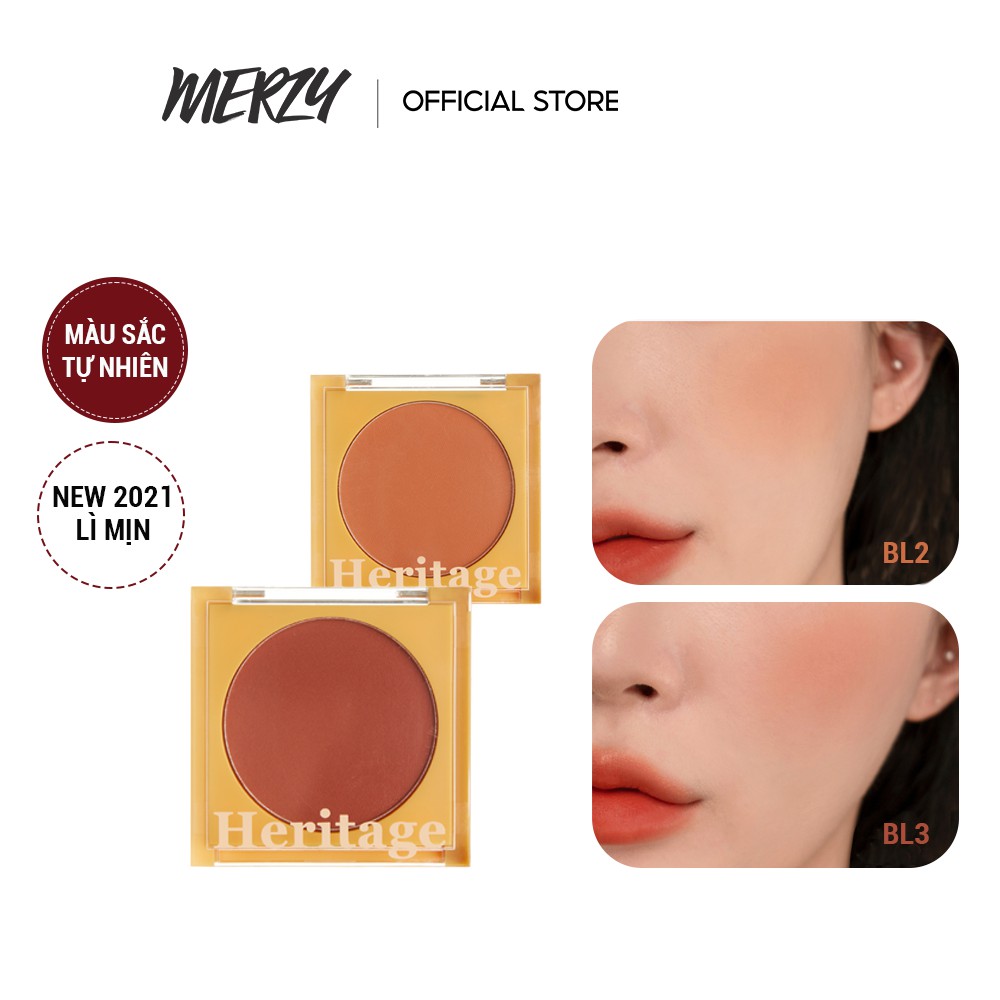 MERZY
OFFICIAL STORE
MÀU SẮC
TỰ NHIÊN
NEW 2021
LÌ MỊN
Heritage
Heritage
BL2
BL3